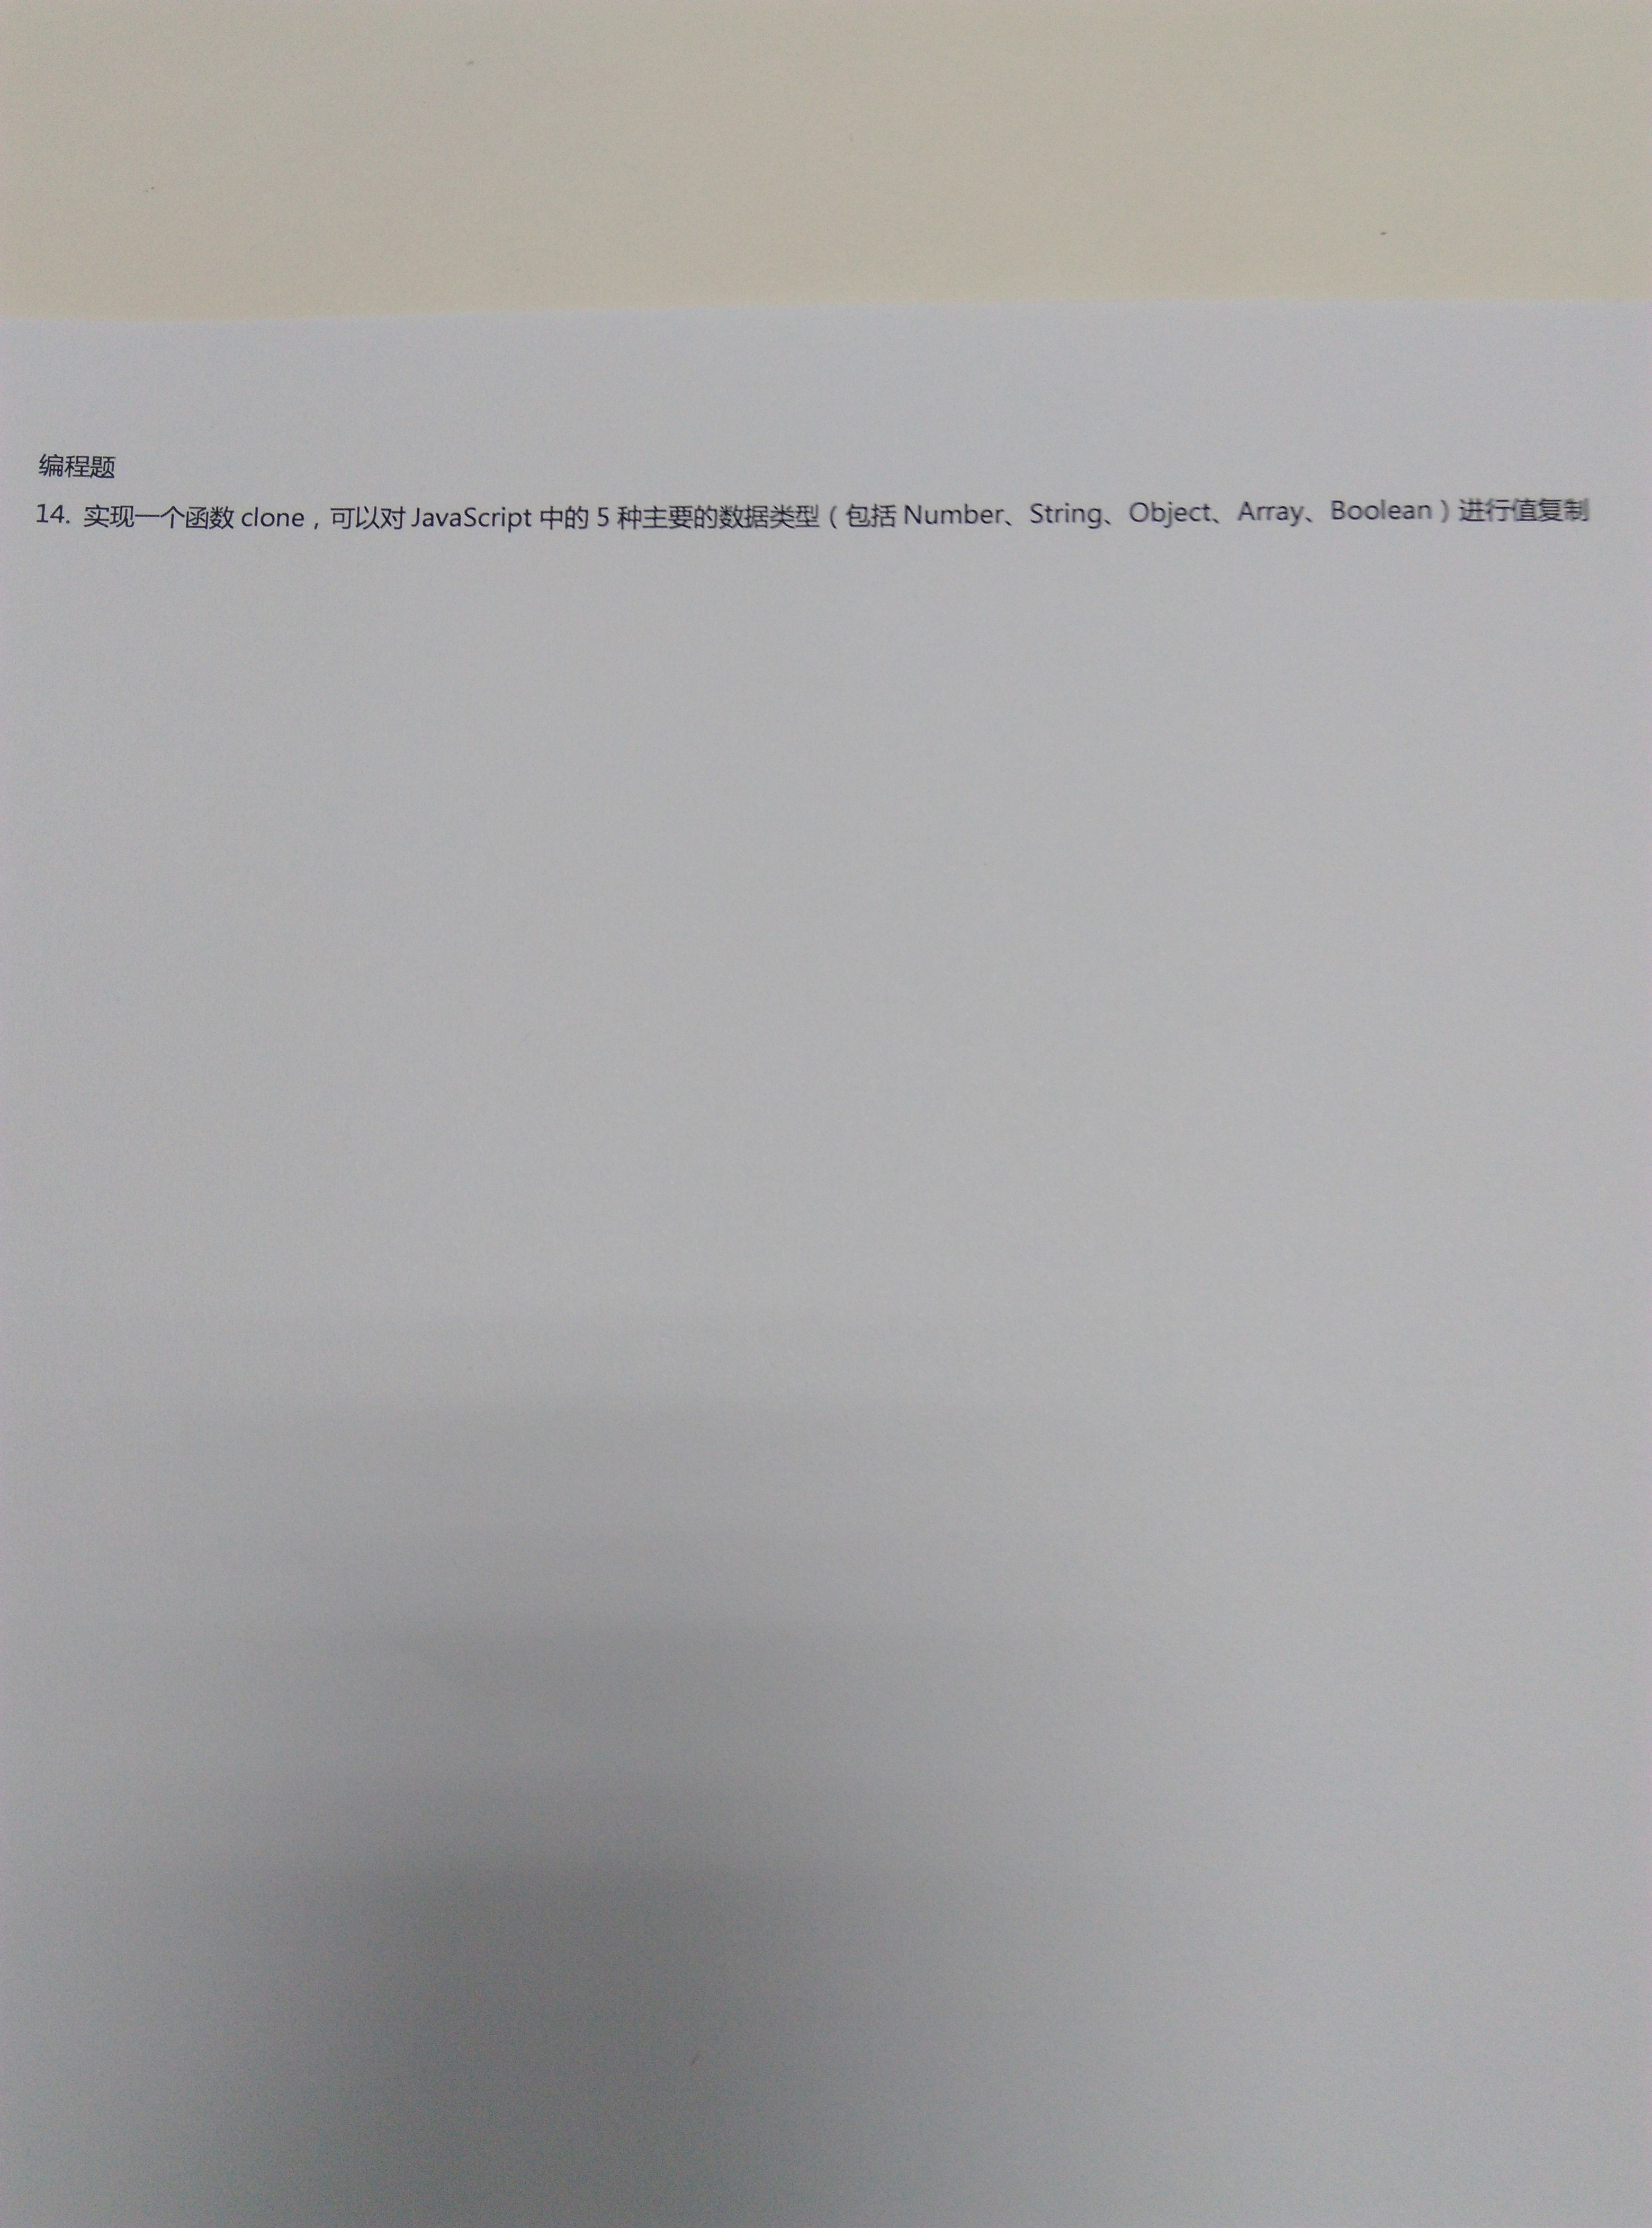 编程题
14. 实现一个函数 clone，可以对 JavaScript 中的 5 种主要的数据类型（包括 Number、String、Object、Array、Boolean）进行值复制